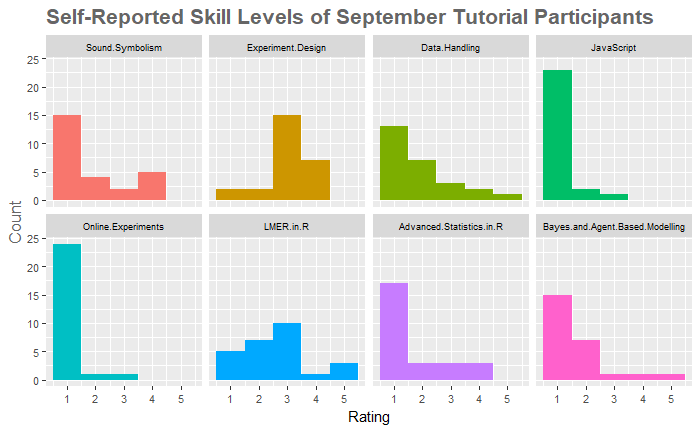 Self-Reported Skill Levels of September Tutorial Participants
Sound.Symbolism
Experiment.Design
Data.Handling
JavaScript
25
20
15
10
5
0
Count
Online.Experiments
LMER.in.R
Advanced.Statistics.in.R
Bayes.and.Agent.Based.Modelling
25
20
15
10
5
0
1 2 3 4 5
1 2 3 4 5
1 2 3 4 5
1 2 3 4 5
Rating